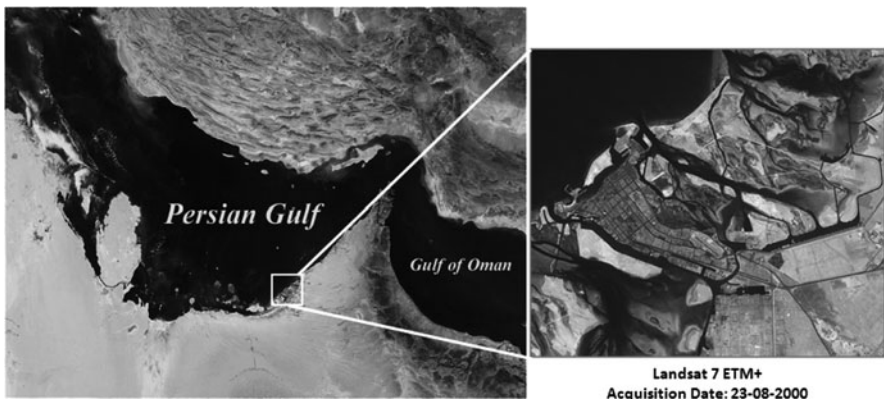 Persian Gulf
Gulf of Oman
Landsat 7 ETM+
Acquisition Date: 23-08-2000